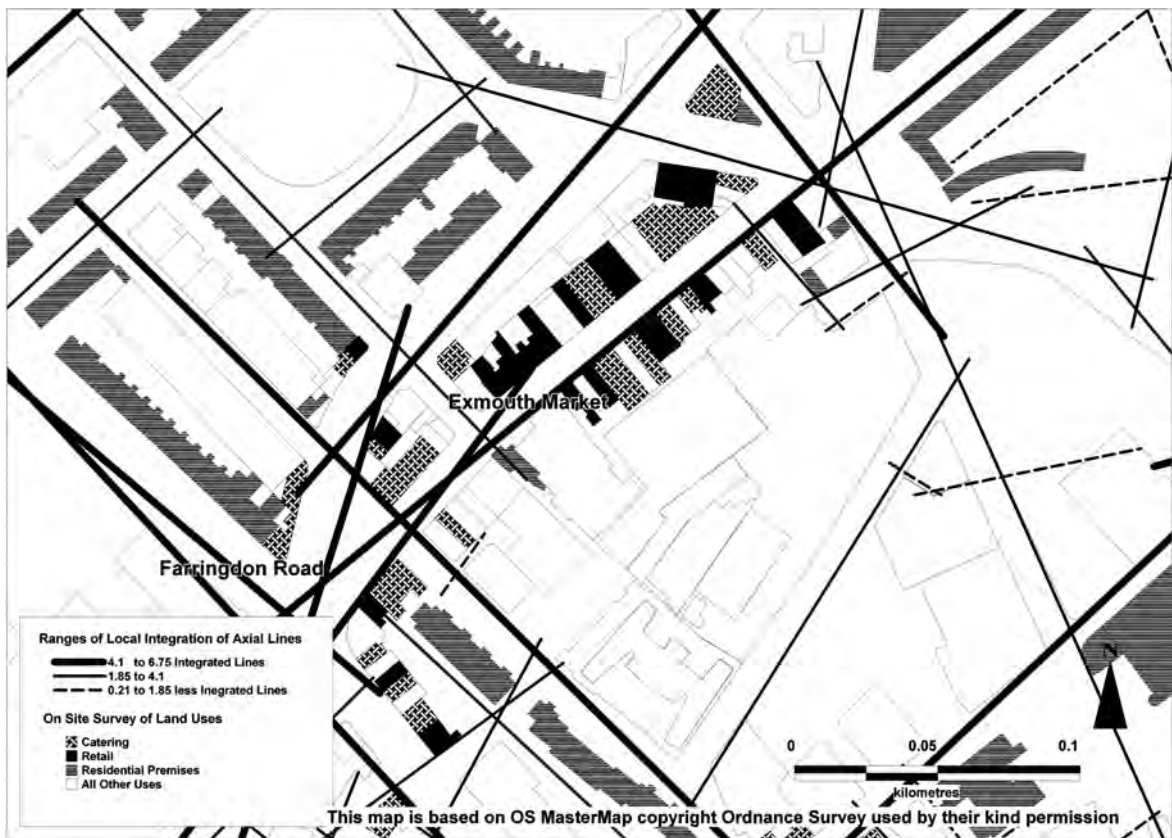 Exmouth Market
Farringdon Road
Ranges of Local Integration of Axial Lines
4.1 to 6.75 Integrated Lines
1.85 to 4.1
0.21 to 1.85 less Inegrated Lines
On Site Survey of Land Uses
Catering
Retail
Residential Premises
All Other Uses
N
0 0.05 0.1
kilometres
This map is based on OS MasterMap copyright Ordnance Survey used by their kind permission